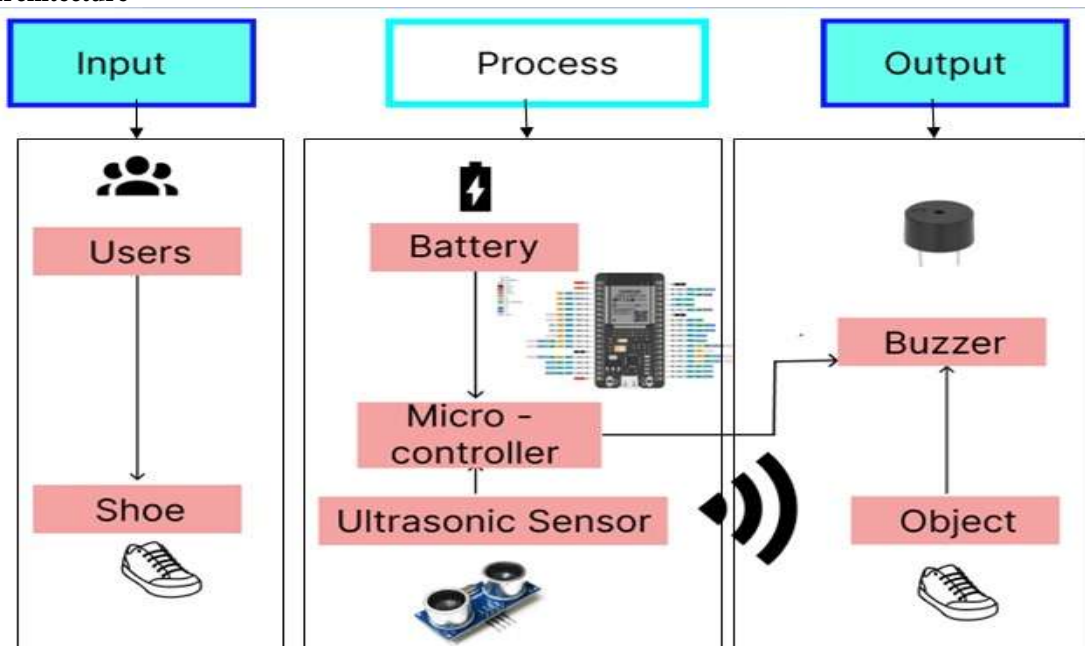 Input
Process
Output
Users
Battery
Buzzer
Micro -
controller
Shoe
Ultrasonic Sensor
Object